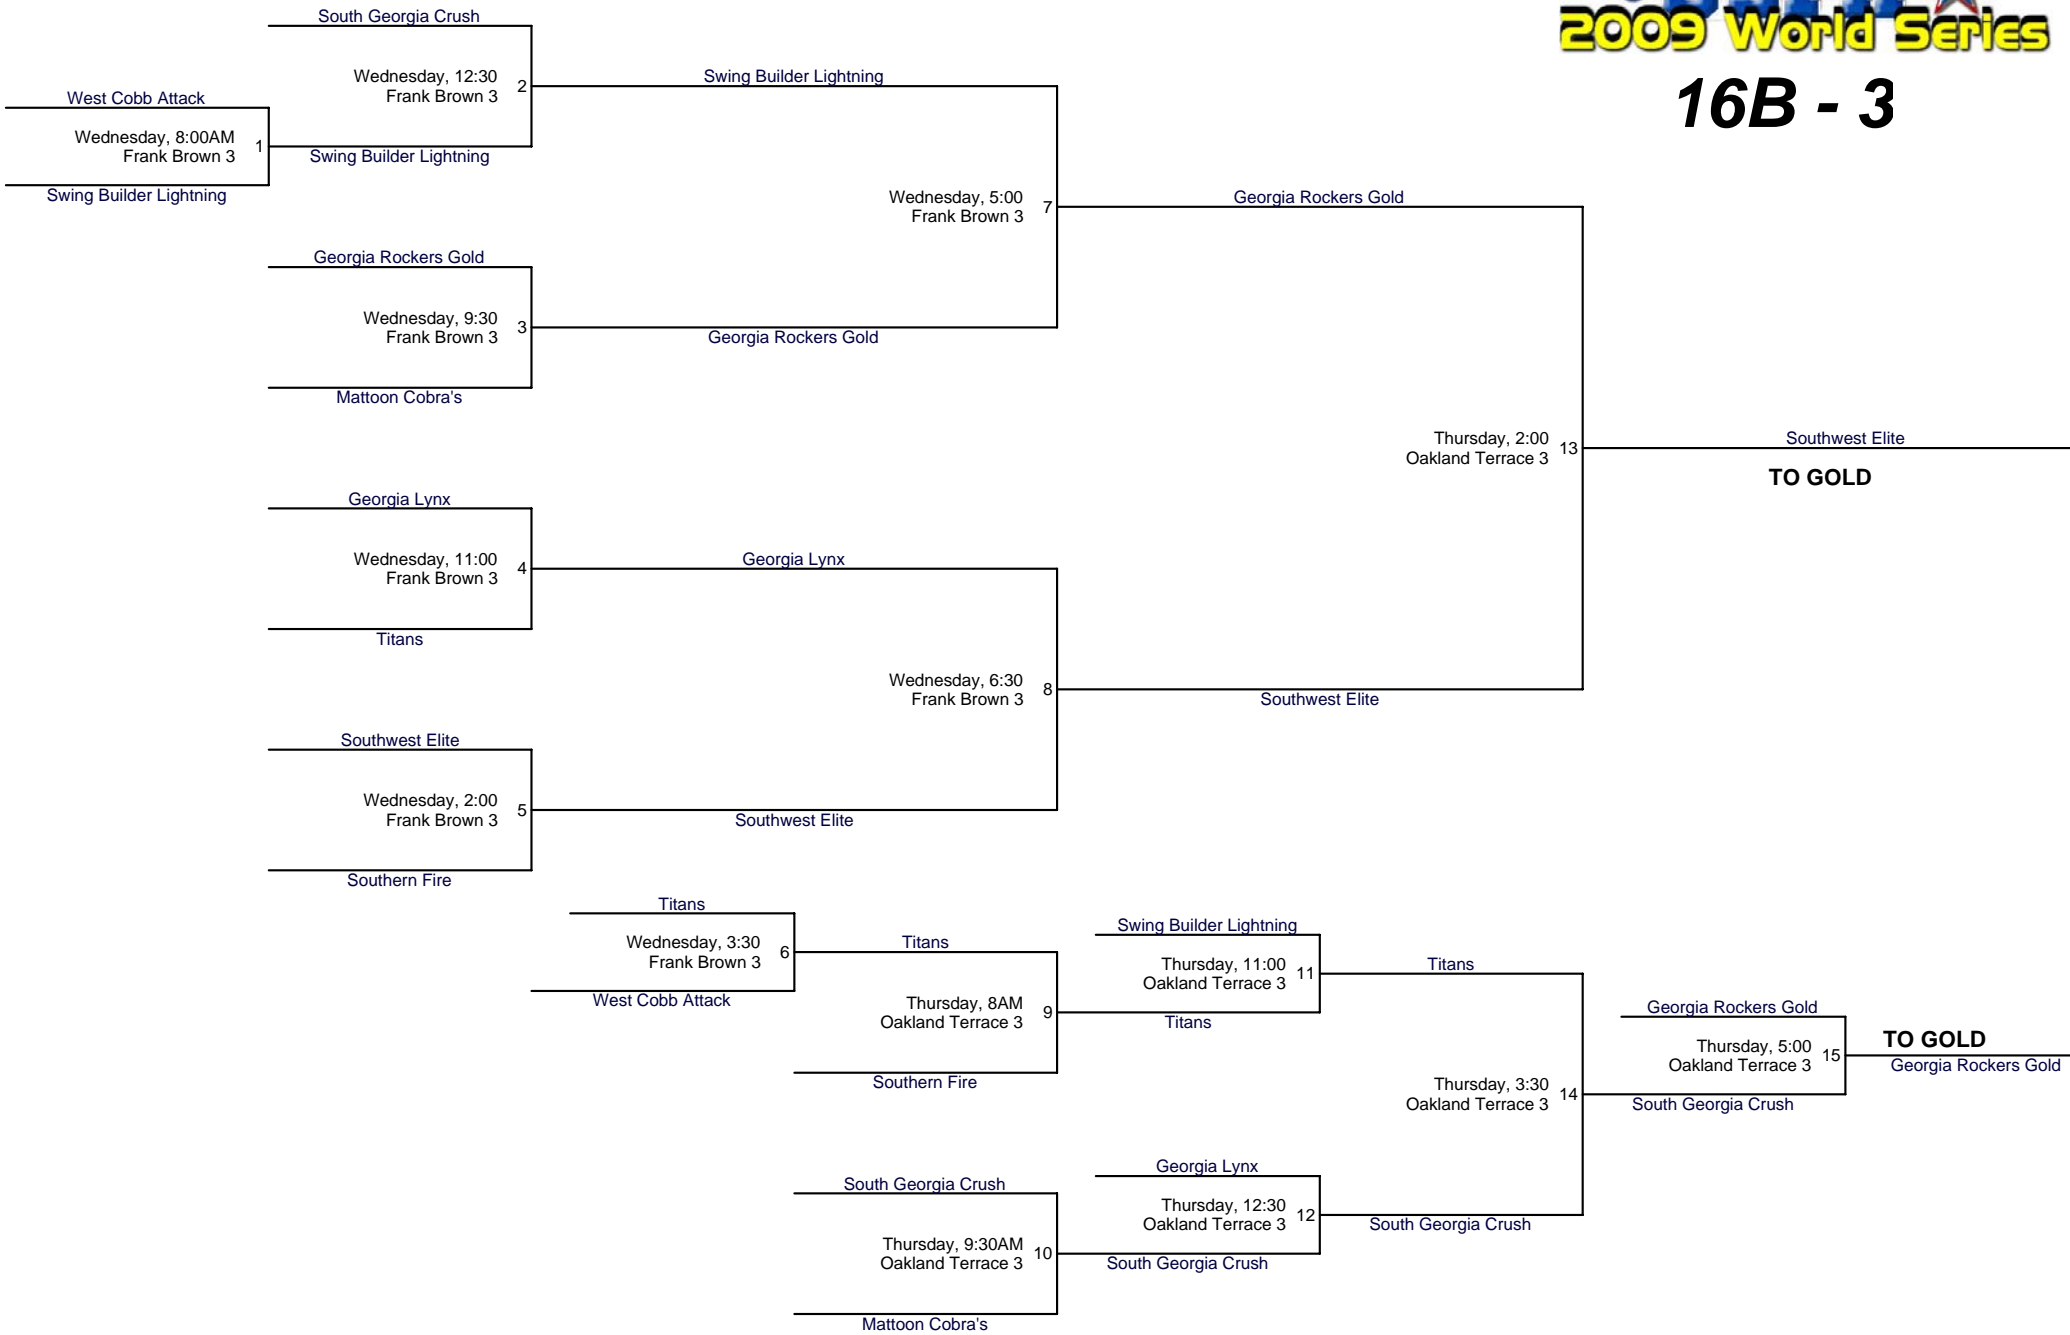 2009 World Series
16B - 3
South Georgia Crush
Wednesday, 12:30
Frank Brown 3
2
Swing Builder Lightning
West Cobb Attack
Wednesday, 8:00AM
Frank Brown 3
1
Swing Builder Lightning
Swing Builder Lightning
Wednesday, 5:00
Frank Brown 3
7
Georgia Rockers Gold
Georgia Rockers Gold
Wednesday, 9:30
Frank Brown 3
3
Georgia Rockers Gold
Mattoon Cobra's
Thursday, 2:00
Oakland Terrace 3
13
Southwest Elite
TO GOLD
Georgia Lynx
Wednesday, 11:00
Frank Brown 3
4
Georgia Lynx
Titans
Wednesday, 6:30
Frank Brown 3
8
Southwest Elite
Southwest Elite
Wednesday, 2:00
Frank Brown 3
5
Southwest Elite
Southern Fire
Titans
Wednesday, 3:30
Frank Brown 3
6
West Cobb Attack
Titans
Thursday, 8AM
Oakland Terrace 3
9
Southern Fire
Swing Builder Lightning
Thursday, 11:00
Oakland Terrace 3
11
Titans
Titans
Thursday, 3:30
Oakland Terrace 3
14
Georgia Rockers Gold
Thursday, 5:00
Oakland Terrace 3
15
South Georgia Crush
TO GOLD
Georgia Rockers Gold
South Georgia Crush
Thursday, 9:30AM
Oakland Terrace 3
10
Mattoon Cobra's
Georgia Lynx
Thursday, 12:30
Oakland Terrace 3
12
South Georgia Crush
South Georgia Crush